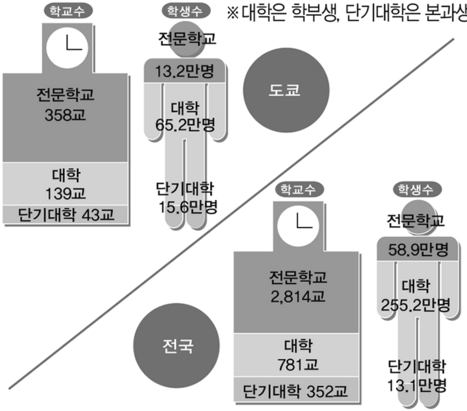 ※대학은 학부생, 단기대학은 본과생
학교수
전문학교
358교
대학
139교
단기대학 43교
학생수
전문학교
13.2만명
대학
65.2만명
단기대학
15.6만명
도쿄
전국
학교수
전문학교
2,814교
대학
781교
단기대학 352교
학생수
전문학교
58.9만명
대학
255.2만명
단기대학
13.1만명